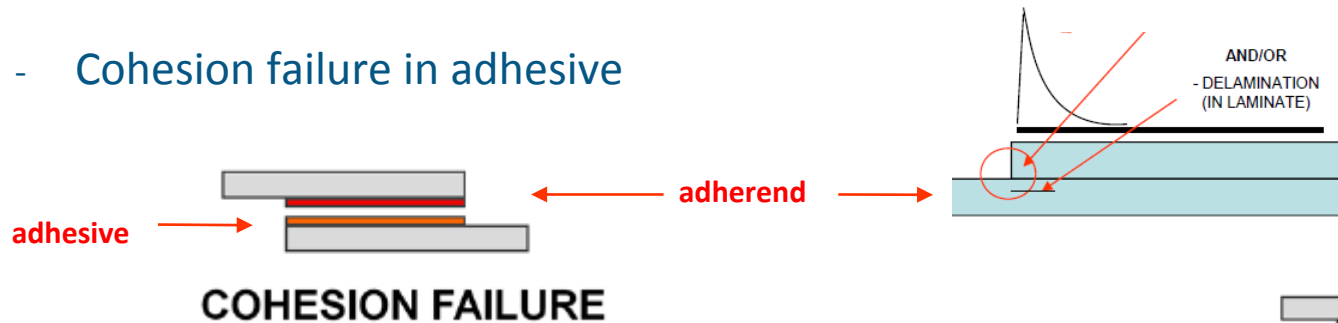 - Cohesion failure in adhesive
AND/OR
- DELAMINATION
(IN LAMINATE)
adherend
adhesive
COHESION FAILURE